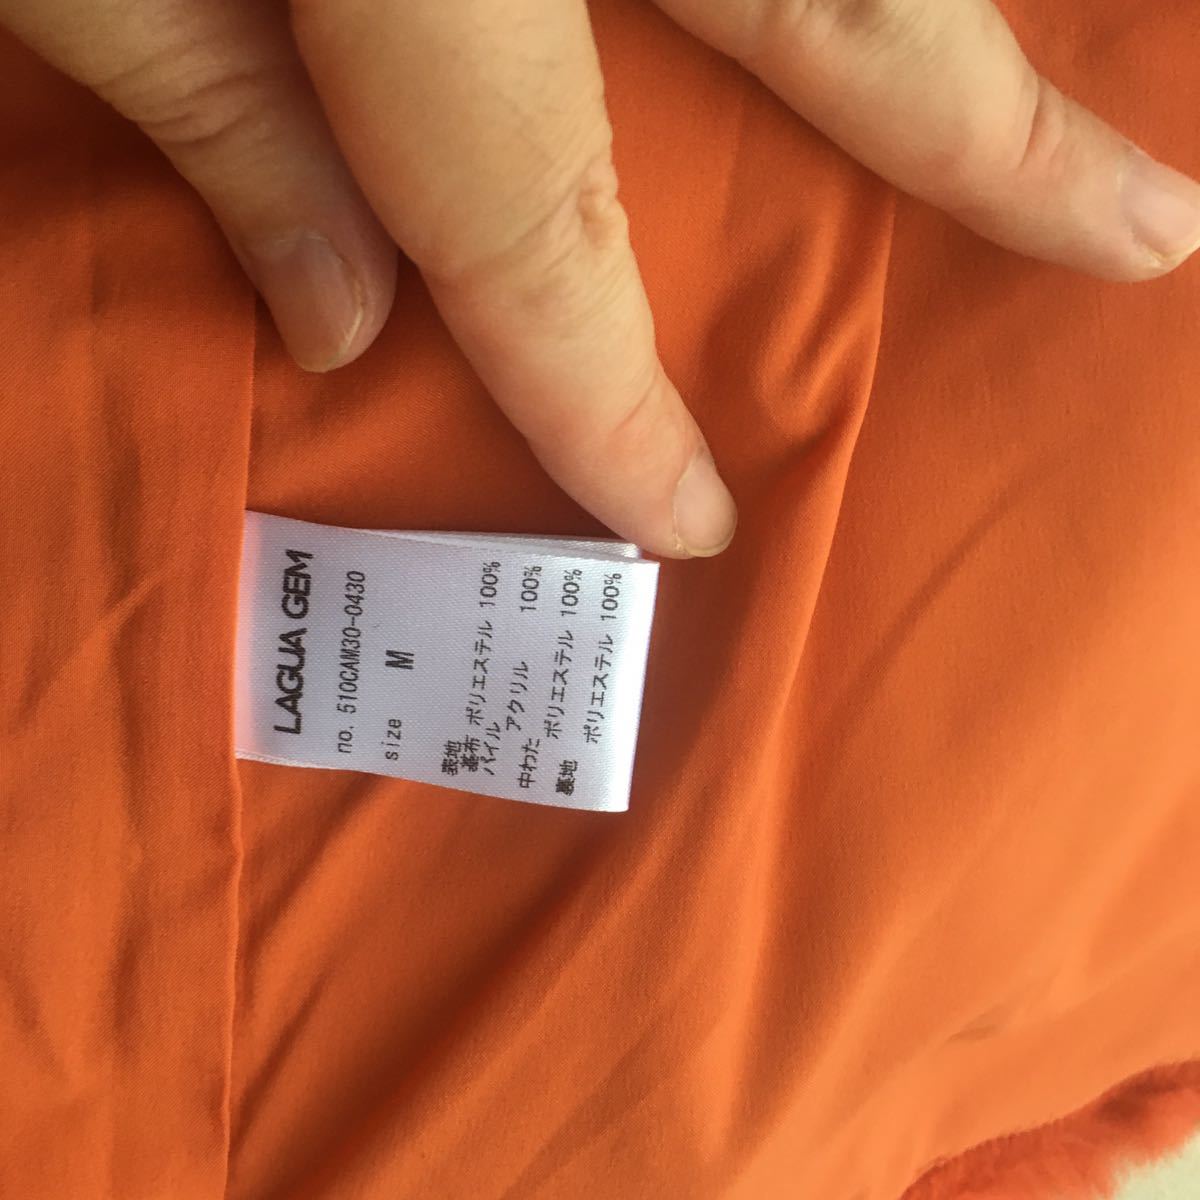 LAGUA GEM
no. 510CAM30-0430
size M
表地
基布 ポリエステル 100%
パイル アクリル 100%
中わた ポリエステル 100%
裏地 ポリエステル 100%